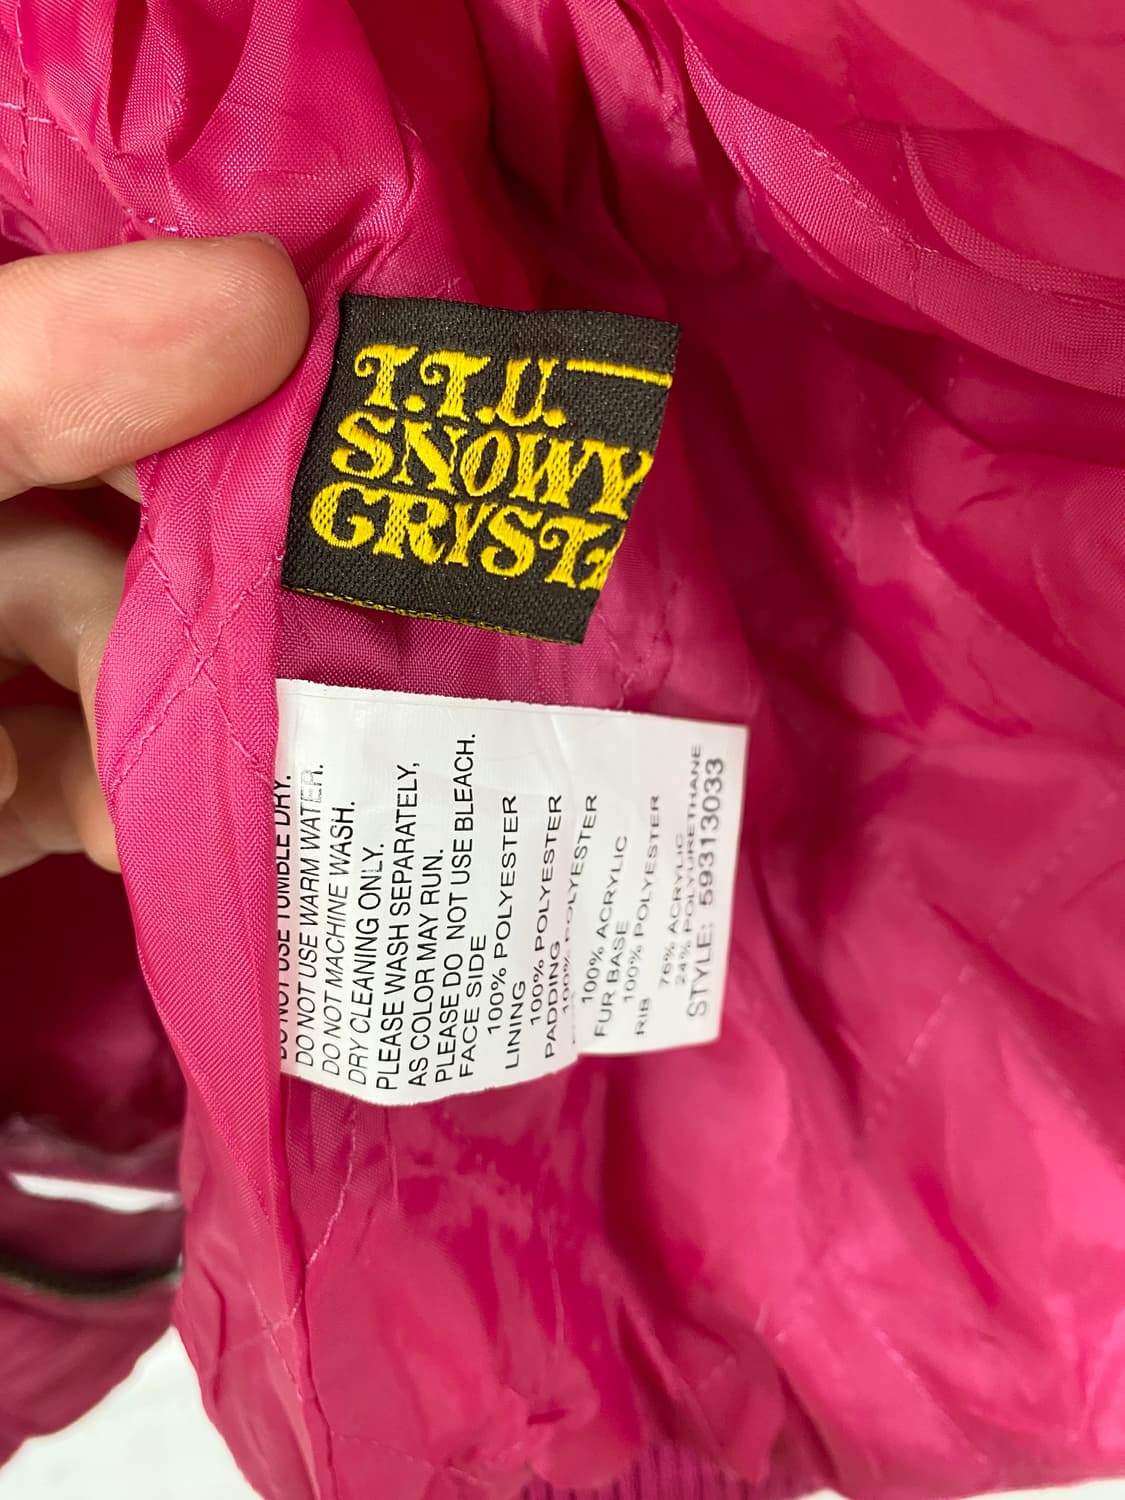 T.T.U.
SNOWY
CRYST
DO NOT USE TUMBLE DRY.
DO NOT USE WARM WATER.
DO NOT MACHINE WASH.
DRY CLEANING ONLY.
PLEASE WASH SEPARATELY,
AS COLOR MAY RUN.
PLEASE DO NOT USE BLEACH.
FACE SIDE
100% POLYESTER
LINING
100% POLYESTER
PADDING
100% POLYESTER
100% ACRYLIC
FUR BASE
100% POLYESTER
RIB
76% ACRYLIC
24% POLYURETHANE
STYLE: 59313033